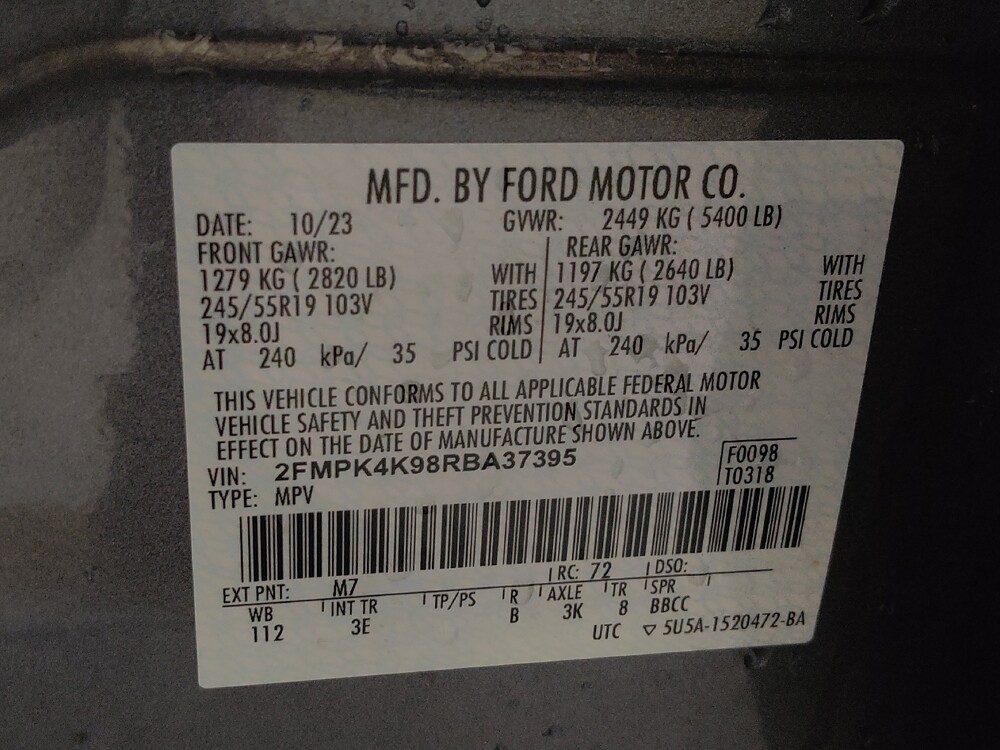 MFD. BY FORD MOTOR CO.
DATE: 10/23 GVWR: 2449 KG ( 5400 LB)
FRONT GAWR: REAR GAWR:
1279 KG ( 2820 LB) WITH 1197 KG ( 2640 LB) WITH
245/55R19 103V TIRES 245/55R19 103V TIRES
19x8.0J RIMS 19x8.0J RIMS
AT 240 kPa/ 35 PSI COLD AT 240 kPa/ 35 PSI COLD
THIS VEHICLE CONFORMS TO ALL APPLICABLE FEDERAL MOTOR
VEHICLE SAFETY AND THEFT PREVENTION STANDARDS IN
EFFECT ON THE DATE OF MANUFACTURE SHOWN ABOVE.
VIN: 2FMPK4K98RBA37395 F0098
TYPE: MPV T0318
EXT PNT: M7 RC: 72 DSO:
WB INT TR TP/PS R AXLE TR SPR
112 3E B 3K 8 BBCC
UTC ▽ 5U5A-1520472-BA